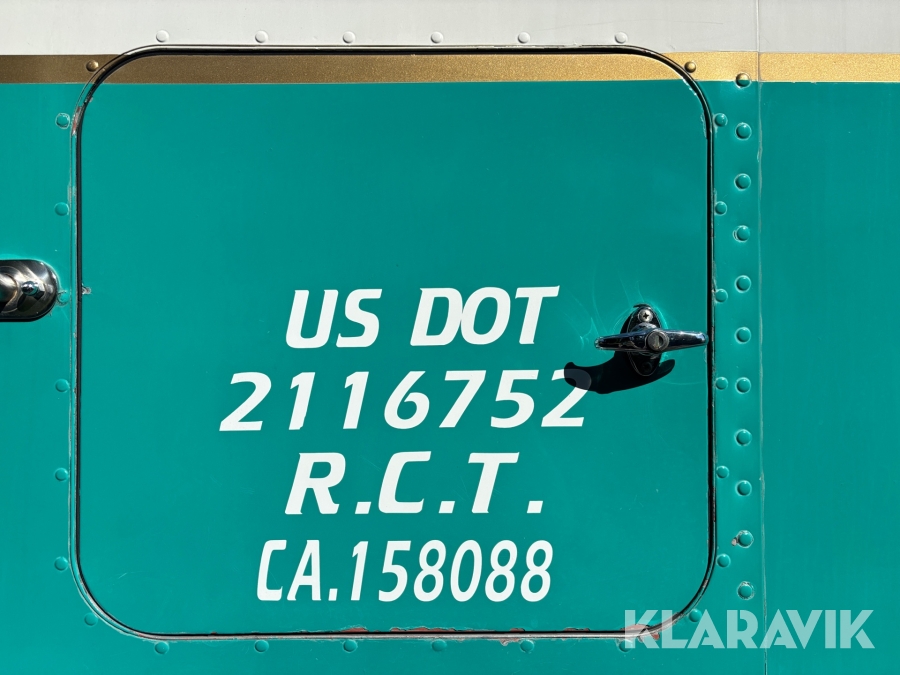 US DOT
2116752
R.C.T.
CA.158088
KLARAVIK